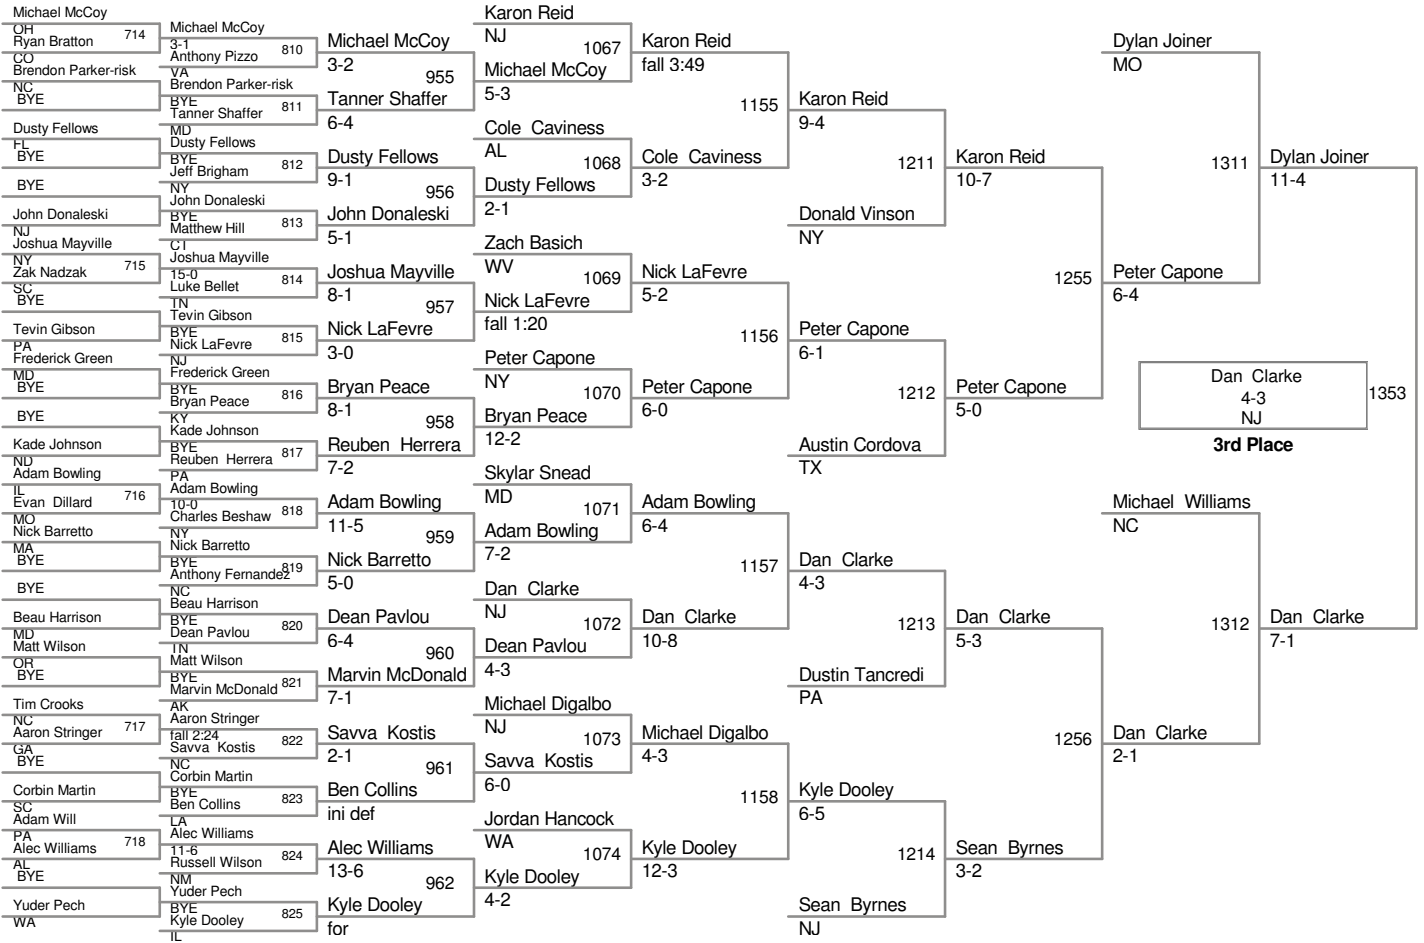 Michael McCoy
OH
Ryan Bratton
714
CO
Brendon Parker-risk
NC
BYE
Dusty Fellows
FL
BYE
BYE
John Donaleski
NJ
Joshua Mayville
NY
Zak Nadzak
715
SC
BYE
Tevin Gibson
PA
Frederick Green
MD
BYE
BYE
Kade Johnson
ND
Adam Bowling
IL
Evan Dillard
716
MO
Nick Barretto
MA
BYE
BYE
Beau Harrison
MD
Matt Wilson
OR
BYE
Tim Crooks
NC
Aaron Stringer
717
GA
BYE
Corbin Martin
SC
Adam Will
PA
Alec Williams
718
AL
BYE
Yuder Pech
WA
Michael McCoy
3-1
Anthony Pizzo
810
VA
Brendon Parker-risk
BYE
Tanner Shaffer
811
MD
Dusty Fellows
BYE
Jeff Brigham
812
NY
John Donaleski
BYE
Matthew Hill
813
CT
Joshua Mayville
15-0
Luke Bellet
814
TN
Tevin Gibson
BYE
Nick LaFevre
815
NJ
Frederick Green
BYE
Bryan Peace
816
KY
Kade Johnson
BYE
Reuben Herrera
817
PA
Adam Bowling
10-0
Charles Beshaw
818
NY
Nick Barretto
BYE
Anthony Fernandez
819
NC
Beau Harrison
BYE
Dean Pavlou
820
TN
Matt Wilson
BYE
Marvin McDonald
821
AK
Aaron Stringer
fall 2:24
Savva Kostis
822
NC
Corbin Martin
BYE
Ben Collins
823
LA
Alec Williams
11-6
Russell Wilson
824
NM
Yuder Pech
BYE
Kyle Dooley
825
IL
Michael McCoy
3-2
955
Tanner Shaffer
6-4
Dusty Fellows
9-1
956
John Donaleski
5-1
Joshua Mayville
8-1
957
Nick LaFevre
3-0
Bryan Peace
8-1
958
Reuben Herrera
7-2
Adam Bowling
11-5
959
Nick Barretto
5-0
Dean Pavlou
6-4
960
Marvin McDonald
7-1
Savva Kostis
2-1
961
Ben Collins
ini def
Alec Williams
13-6
962
Kyle Dooley
for
Karon Reid
NJ
1067
Michael McCoy
5-3
Cole Caviness
AL
1068
Dusty Fellows
2-1
Zach Basich
WV
1069
Nick LaFevre
fall 1:20
Peter Capone
NY
1070
Bryan Peace
12-2
Skylar Snead
MD
1071
Adam Bowling
7-2
Dan Clarke
NJ
1072
Dean Pavlou
4-3
Michael Digalbo
NJ
1073
Savva Kostis
6-0
Jordan Hancock
WA
1074
Kyle Dooley
4-2
Karon Reid
fall 3:49
1155
Cole Caviness
3-2
Nick LaFevre
5-2
1156
Peter Capone
6-0
Adam Bowling
6-4
1157
Dan Clarke
10-8
Michael Digalbo
4-3
1158
Kyle Dooley
12-3
Karon Reid
9-4
1211
Donald Vinson
NY
Peter Capone
6-1
1212
Austin Cordova
TX
Dan Clarke
4-3
1213
Dustin Tancredi
PA
Kyle Dooley
6-5
1214
Sean Byrnes
NJ
Karon Reid
10-7
1255
Peter Capone
5-0
Dan Clarke
5-3
1256
Sean Byrnes
3-2
Dylan Joiner
MO
1311
Peter Capone
6-4
Michael Williams
NC
1312
Dan Clarke
2-1
Dylan Joiner
11-4
Dan Clarke
4-3
NJ
1353
3rd Place
Dan Clarke
7-1